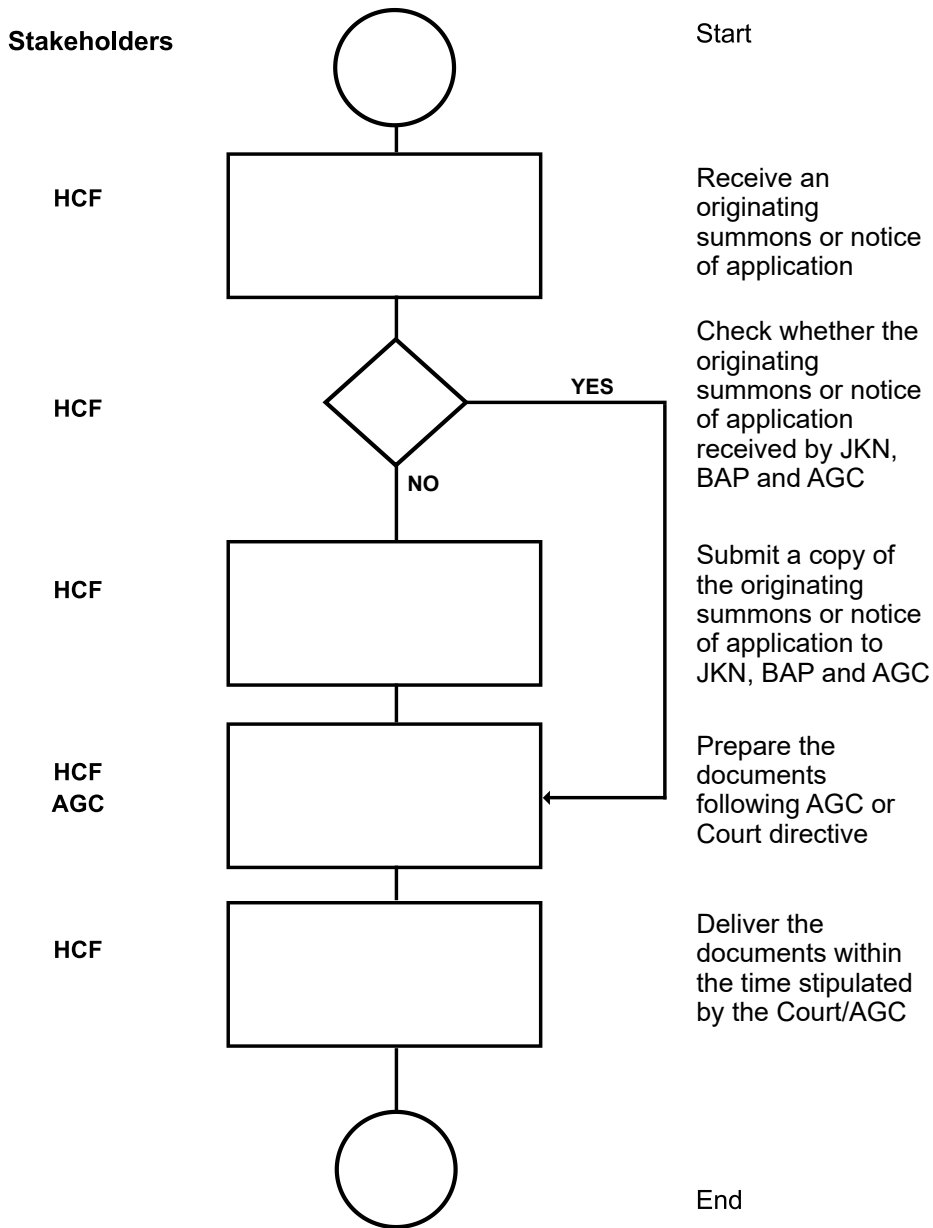 Stakeholders
Start
HCF
Receive an
originating
summons or notice
of application
HCF
YES
NO
Check whether the
originating
summons or notice
of application
received by JKN,
BAP and AGC
HCF
Submit a copy of
the originating
summons or notice
of application to
JKN, BAP and AGC
HCF
AGC
Prepare the
documents
following AGC or
Court directive
HCF
Deliver the
documents within
the time stipulated
by the Court/AGC
End